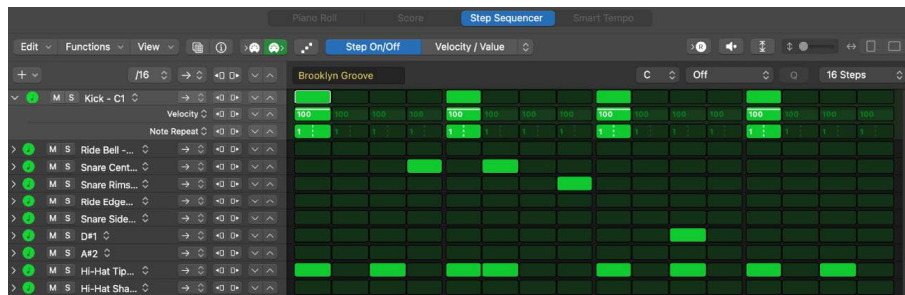 Piano Roll Score Step Sequencer Smart Tempo
Edit Functions View Step On/Off Velocity / Value
/16 Brooklyn Groove C Off Q 16 Steps
M S Kick - C1
Velocity 100 100 100 100 100 100 100 100 100 100 100 100 100 100 100 100
Note Repeat 1 1 1 1 1 1 1 1 1 1 1 1 1 1 1 1
M S Ride Bell -...
M S Snare Cent...
M S Snare Rims...
M S Ride Edge...
M S Snare Side...
M S D#1
M S A#2
M S Hi-Hat Tip...
M S Hi-Hat Sha...